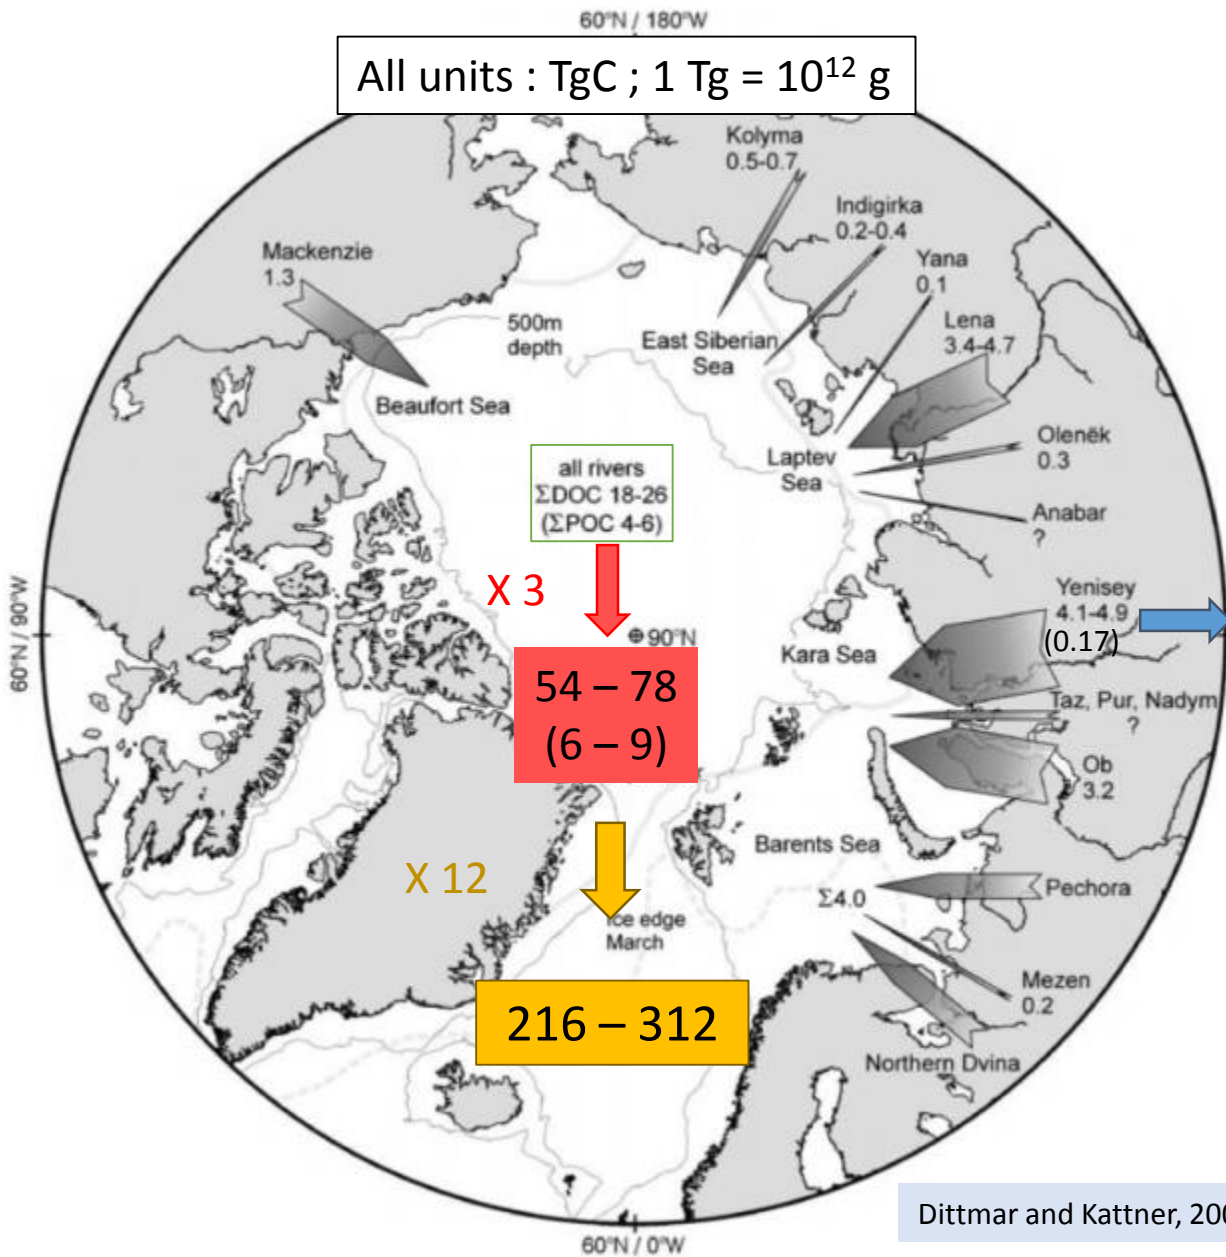 60°N / 180°W
All units : TgC ; 1 Tg = 10¹² g
Kolyma
0.5-0.7
Indigirka
0.2-0.4
Yana
0.1
Lena
3.4-4.7
Mackenzie
1.3
500m
depth
East Siberian
Sea
Beaufort Sea
all rivers
ΣDOC 18-26
(ΣPOC 4-6)
Laptev
Sea
Olenëk
0.3
Anabar
?
X 3
90°N
60°N / 90°W
Yenisey
4.1-4.9
(0.17)
Kara Sea
54 – 78
(6 – 9)
Taz, Pur, Nadym
?
Ob
3.2
Barents Sea
X 12
Σ4.0
Pechora
Ice edge
March
Mezen
0.2
216 – 312
Northern Dvina
Dittmar and Kattner, 200
60°N / 0°W